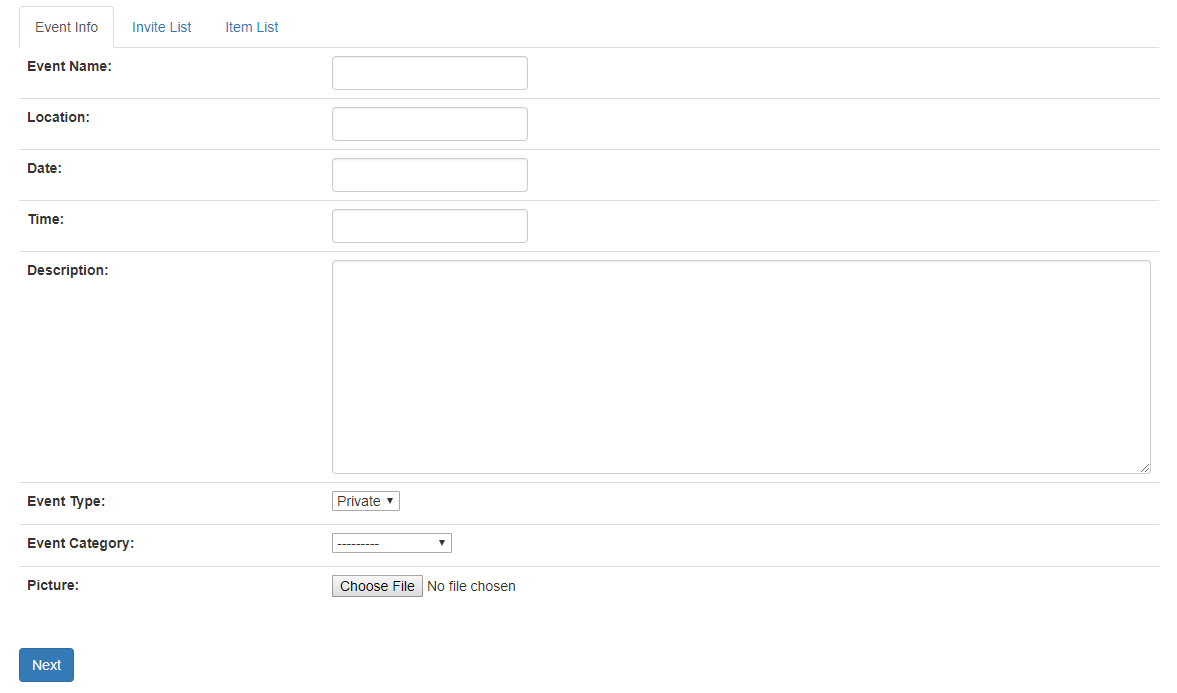 Event Info Invite List Item List
Event Name:
Location:
Date:
Time:
Description:
Event Type: Private
Event Category: ---------
Picture: Choose File No file chosen
Next